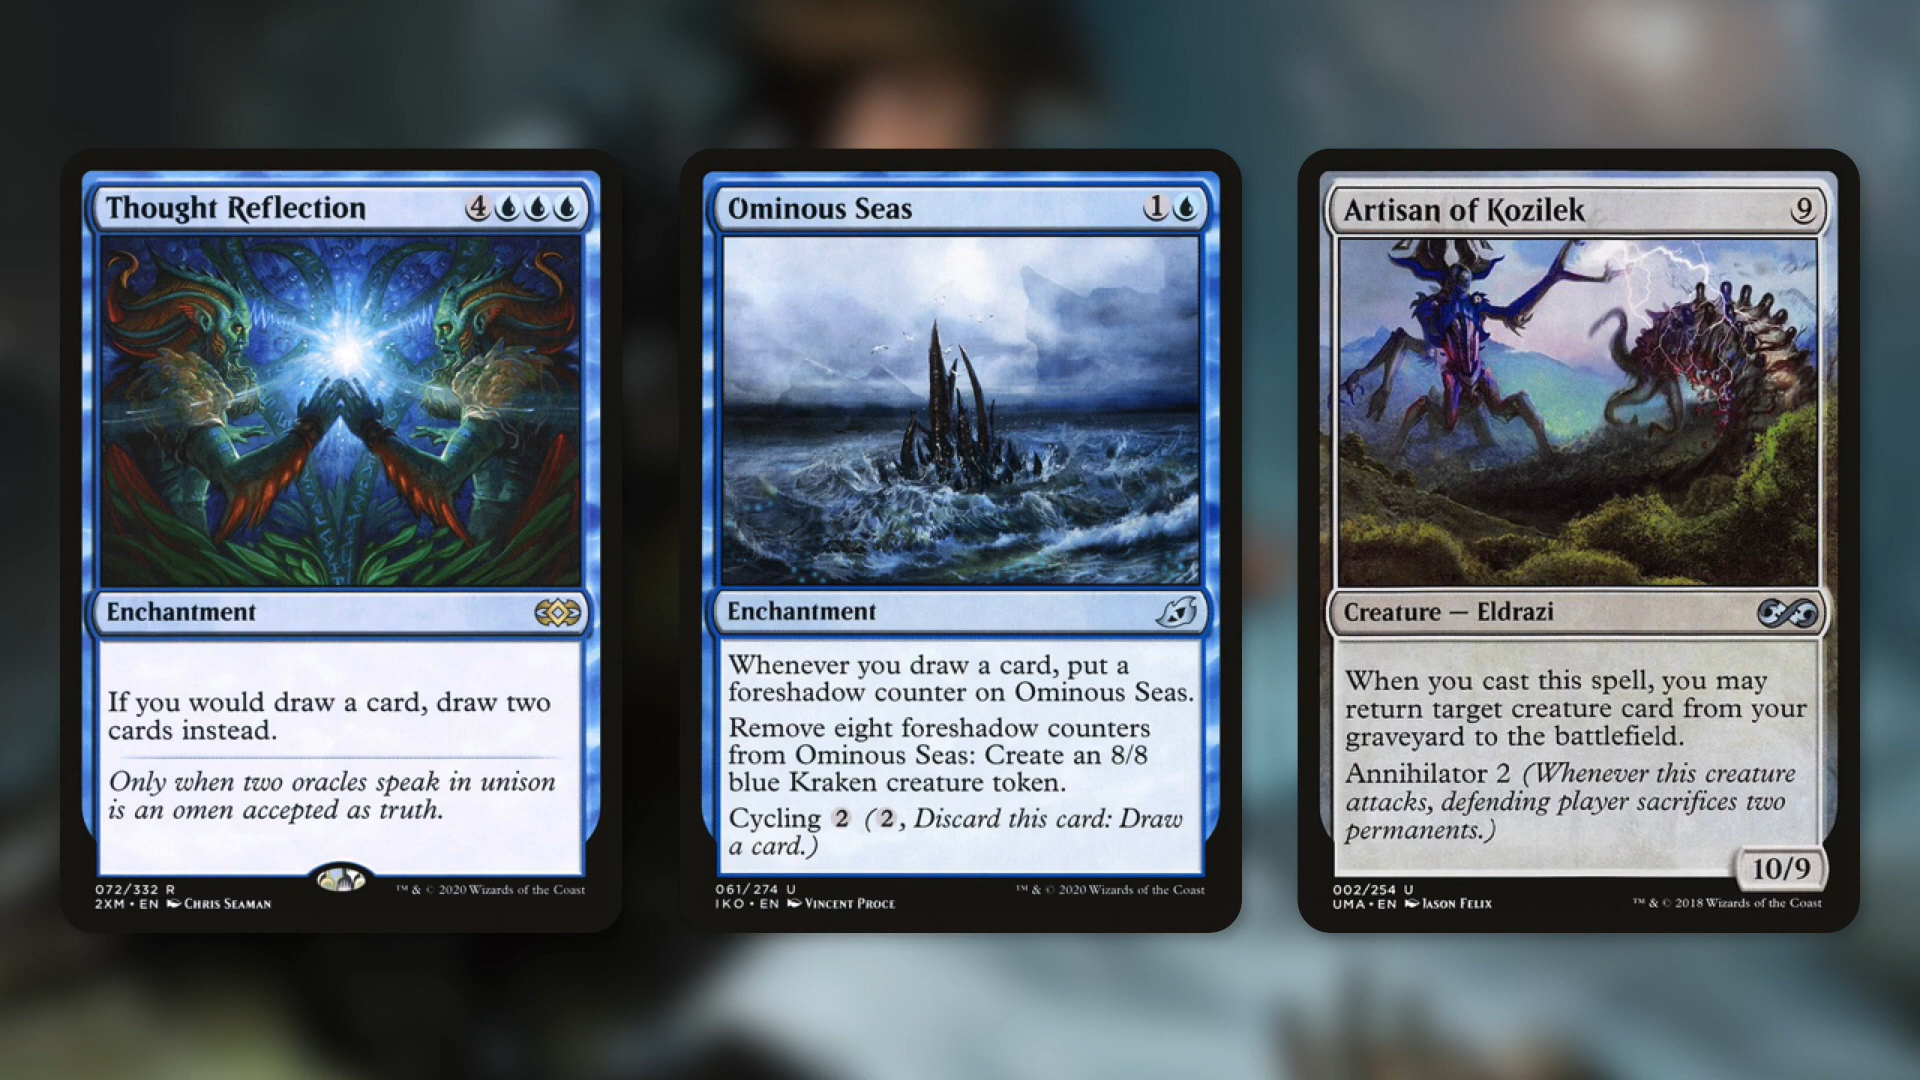 Thought Reflection
4
Enchantment
If you would draw a card, draw two
cards instead.
Only when two oracles speak in unison
is an omen accepted as truth.
072/332 R
2XM • EN Chris Seaman
™ & © 2020 Wizards of the Coast
Ominous Seas
1
Enchantment
Whenever you draw a card, put a
foreshadow counter on Ominous Seas.
Remove eight foreshadow counters
from Ominous Seas: Create an 8/8
blue Kraken creature token.
Cycling 2 (2, Discard this card: Draw
a card.)
061/274 U
IKO • EN Vincent Proce
™ & © 2020 Wizards of the Coast
Artisan of Kozilek
9
Creature — Eldrazi
When you cast this spell, you may
return target creature card from your
graveyard to the battlefield.
Annihilator 2 (Whenever this creature
attacks, defending player sacrifices two
permanents.)
10/9
002/254 U
UMA • EN Jason Felix
™ & © 2018 Wizards of the Coast